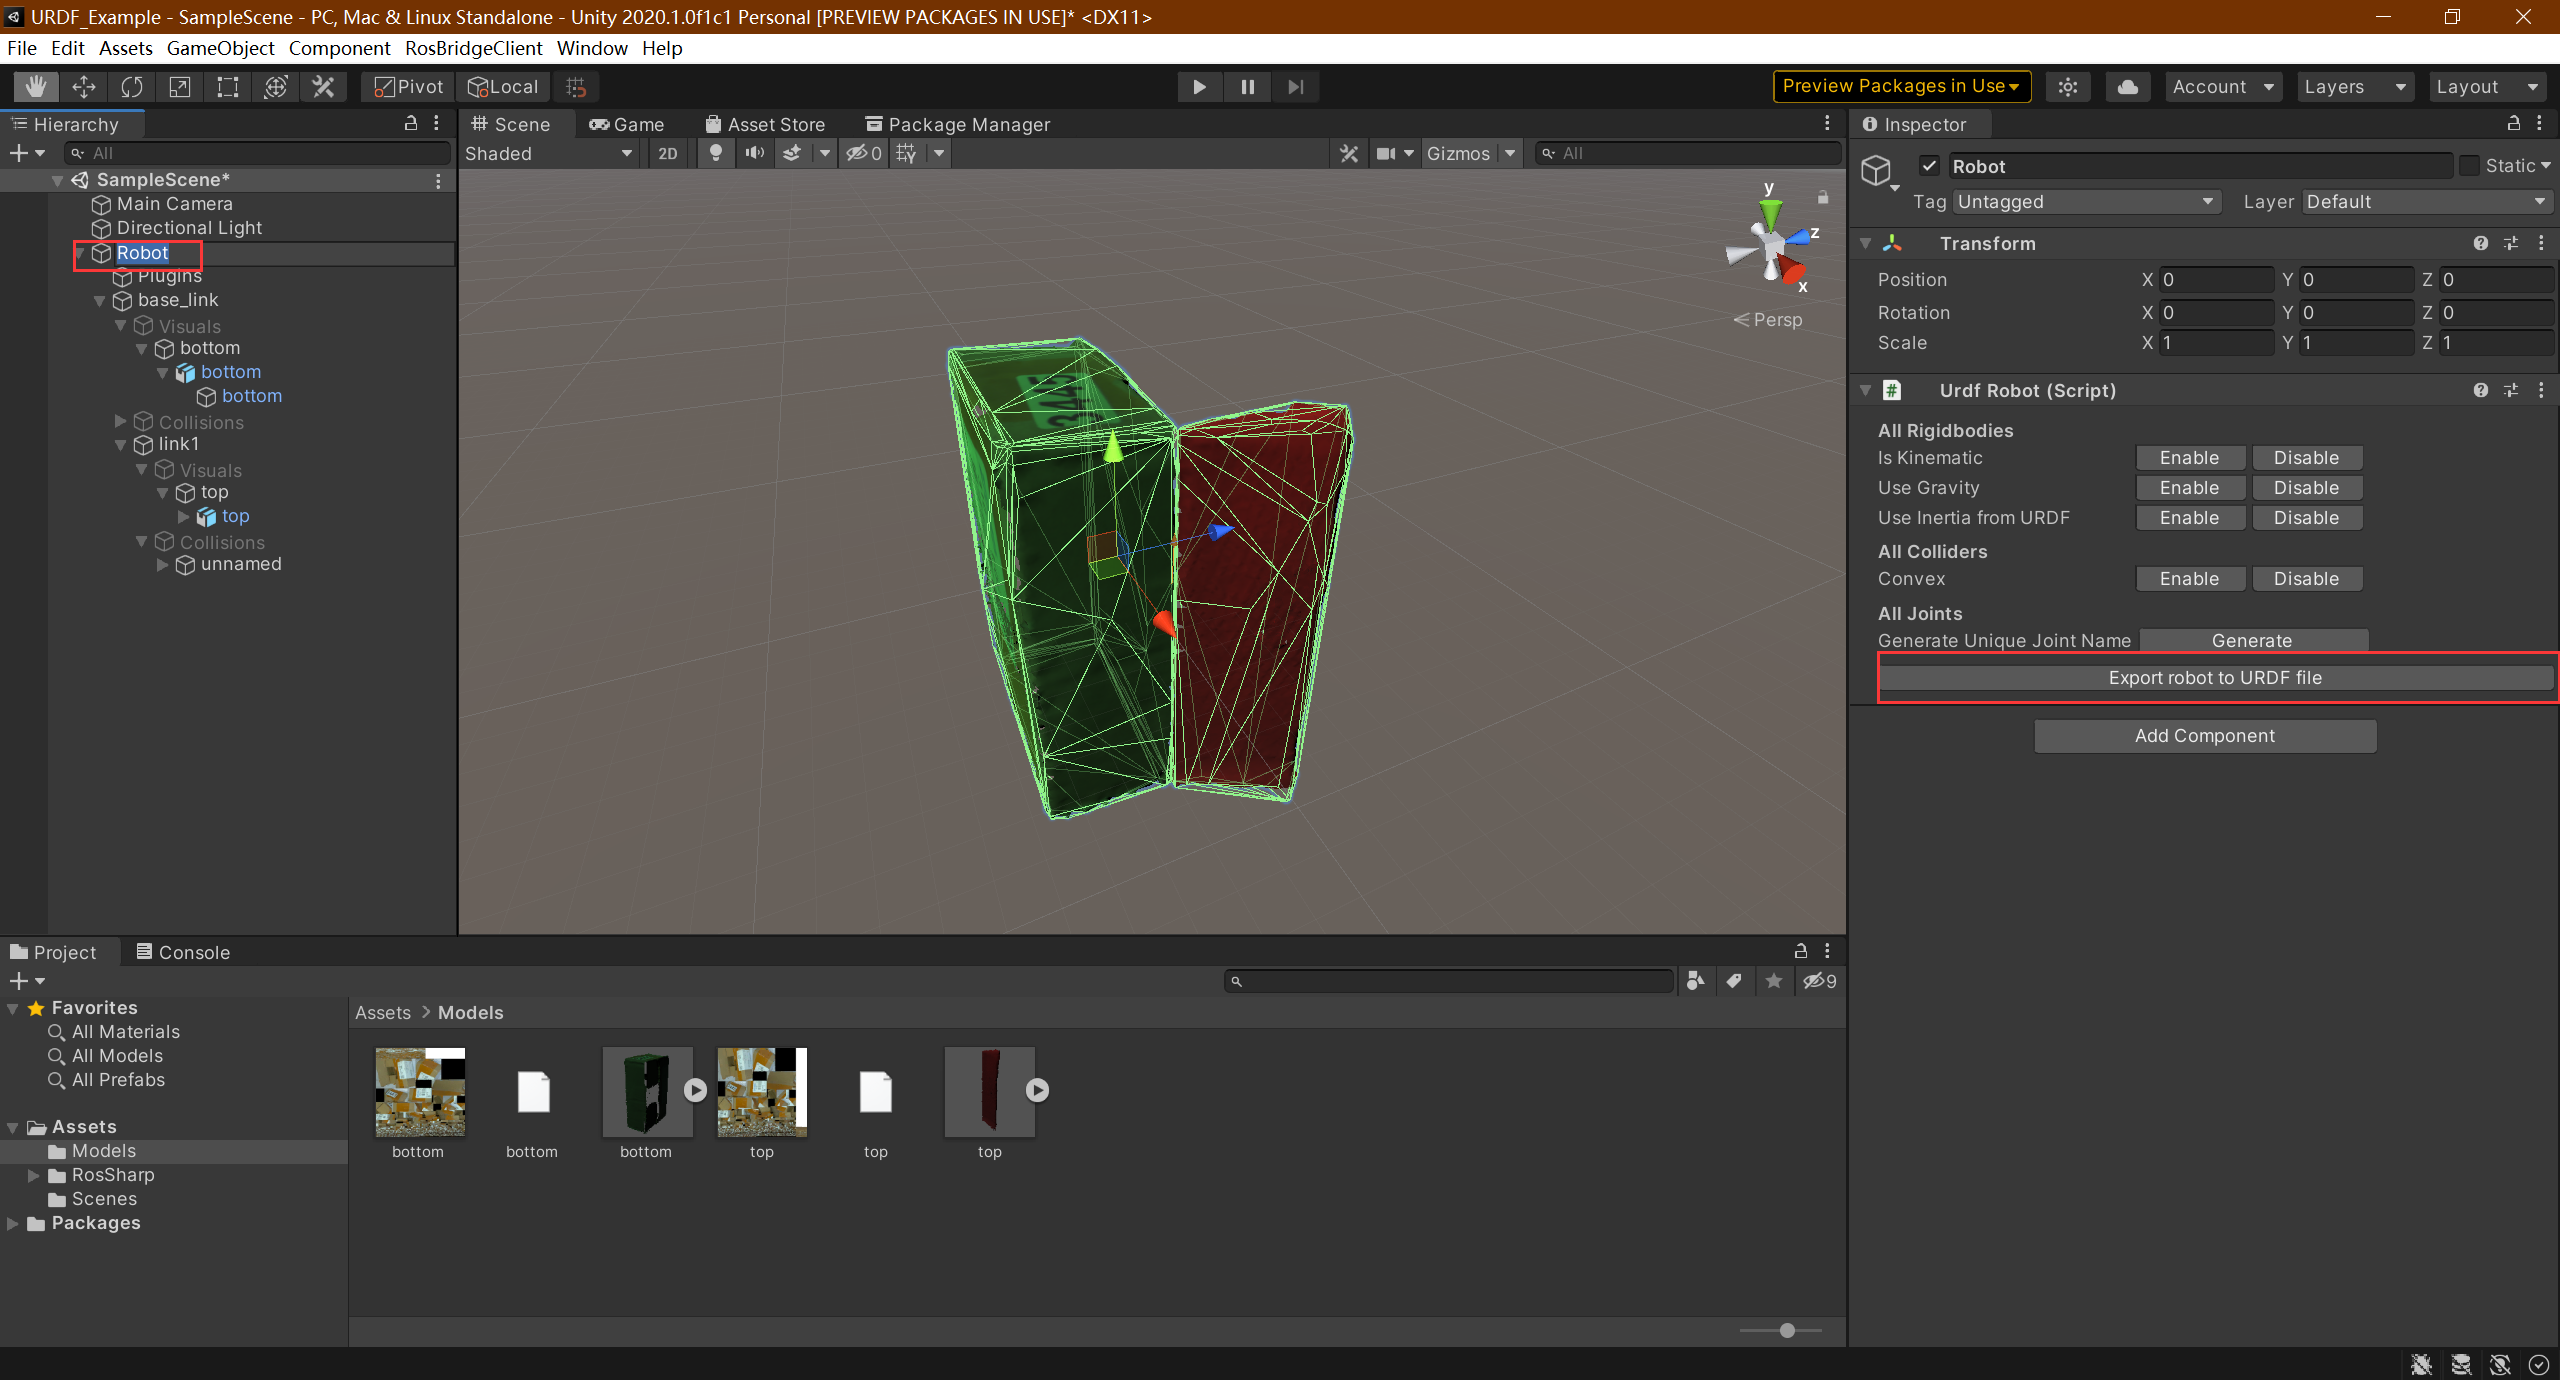 URDF_Example - SampleScene - PC, Mac & Linux Standalone - Unity 2020.1.0f1c1 Personal [PREVIEW PACKAGES IN USE]* <DX11>
File Edit Assets GameObject Component RosBridgeClient Window Help
Pivot Local Preview Packages in Use Account Layers Layout
Hierarchy
All
SampleScene*
Main Camera
Directional Light
Robot
Plugins
base_link
Visuals
bottom
bottom
bottom
Collisions
link1
Visuals
top
top
Collisions
unnamed
Scene Game Asset Store Package Manager
Shaded 2D 0 Gizmos All
y
z
x
Persp
Inspector
Robot Static
Tag Untagged Layer Default
Transform
Position X 0 Y 0 Z 0
Rotation X 0 Y 0 Z 0
Scale X 1 Y 1 Z 1
# Urdf Robot (Script)
All Rigidbodies
Is Kinematic Enable Disable
Use Gravity Enable Disable
Use Inertia from URDF Enable Disable
All Colliders
Convex Enable Disable
All Joints
Generate Unique Joint Name Generate
Export robot to URDF file
Add Component
Project Console
9
Favorites
All Materials
All Models
All Prefabs
Assets
Models
RosSharp
Scenes
Packages
Assets > Models
bottom bottom bottom top top top